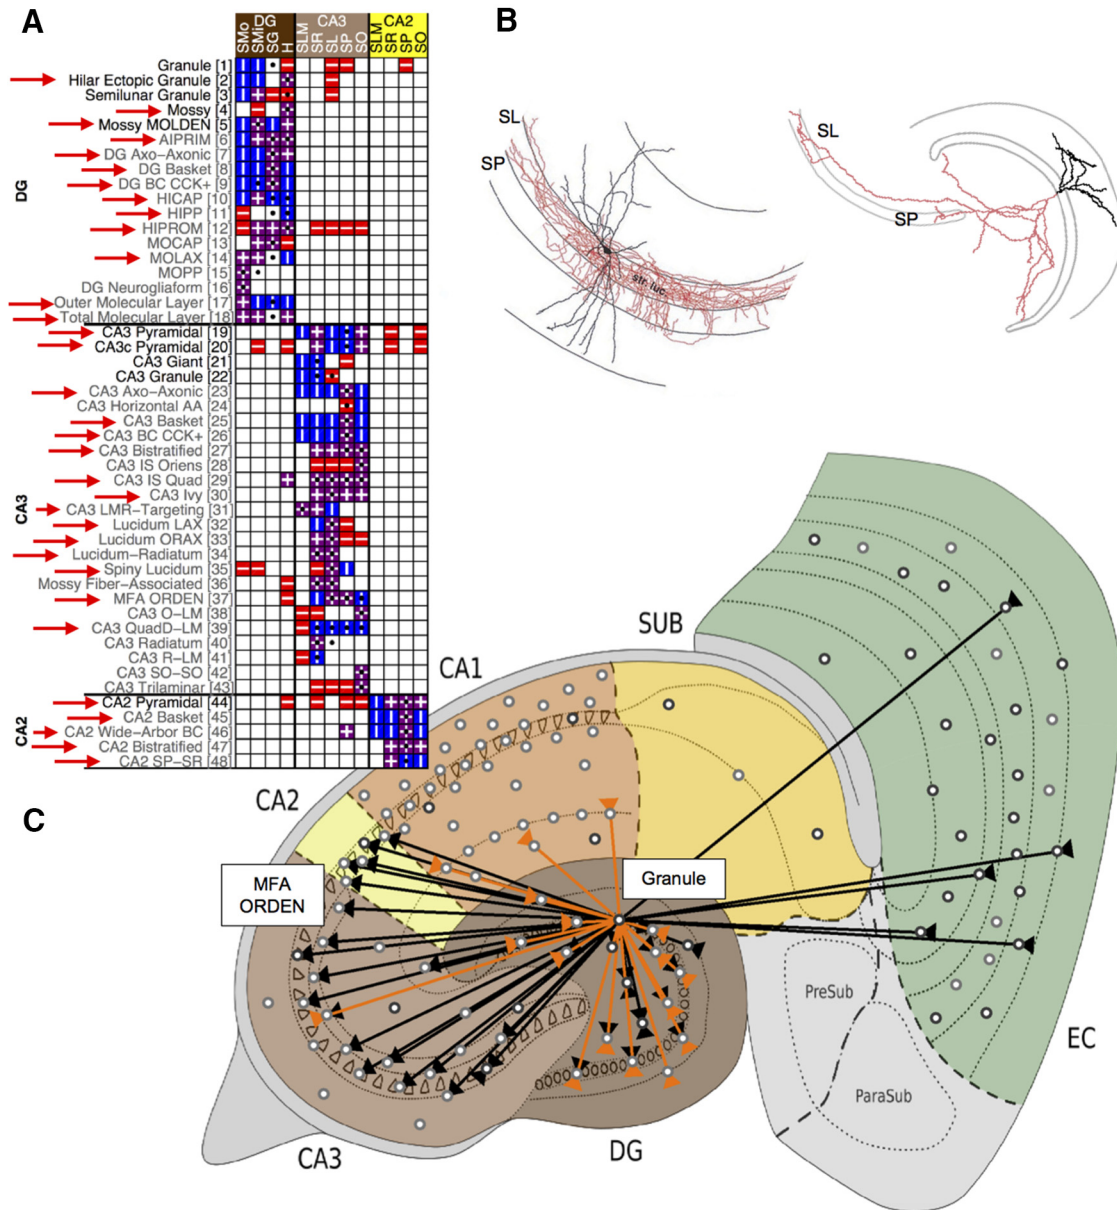 A
DG CA3 CA2
SMo SMi SG H SLM SR SL SP SO SLM SR SP SO
Granule [1]
Hilar Ectopic Granule [2]
Semilunar Granule [3]
Mossy [4]
Mossy MOLDEN [5]
AIPRIM [6]
DG Axo-Axonic [7]
DG Basket [8]
DG BC CCK+ [9]
HICAP [10]
HIPP [11]
HIPROM [12]
MOCAP [13]
MOLAX [14]
MOPP [15]
DG Neurogliaform [16]
Outer Molecular Layer [17]
Total Molecular Layer [18]
DG
CA3 Pyramidal [19]
CA3c Pyramidal [20]
CA3 Giant [21]
CA3 Granule [22]
CA3 Axo-Axonic [23]
CA3 Horizontal AA [24]
CA3 Basket [25]
CA3 BC CCK+ [26]
CA3 Bistratified [27]
CA3 IS Oriens [28]
CA3 IS Quad [29]
CA3 Ivy [30]
CA3 LMR-Targeting [31]
Lucidum LAX [32]
Lucidum ORAX [33]
Lucidum-Radiatum [34]
Spiny Lucidum [35]
Mossy Fiber-Associated [36]
MFA ORDEN [37]
CA3 O-LM [38]
CA3 QuadD-LM [39]
CA3 Radiatum [40]
CA3 R-LM [41]
CA3 SO-SO [42]
CA3 Trilaminar [43]
CA3
CA2 Pyramidal [44]
CA2 Basket [45]
CA2 Wide-Arbor BC [46]
CA2 Bistratified [47]
CA2 SP-SR [48]
CA2
B
SL
SP
str. luc.
SL
SP
C
SUB
CA1
CA2
MFA
ORDEN
Granule
PreSub
ParaSub
EC
DG
CA3